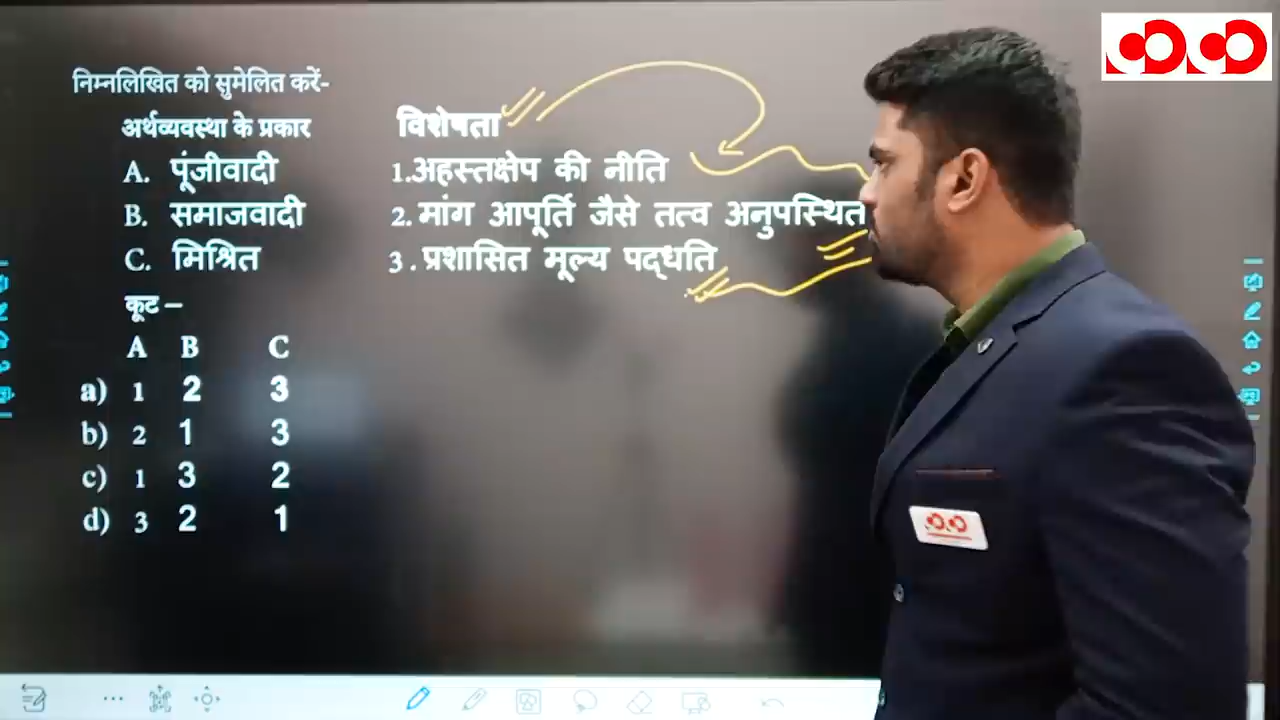 निम्नलिखित को सुमेलित करें-
अर्थव्यवस्था के प्रकार विशेषता
A. पूंजीवादी 1.अहस्तक्षेप की नीति
B. समाजवादी 2. मांग आपूर्ति जैसे तत्व अनुपस्थित
C. मिश्रित 3 . प्रशासित मूल्य पद्धति
कूट –
A B C
a) 1 2 3
b) 2 1 3
c) 1 3 2
d) 3 2 1